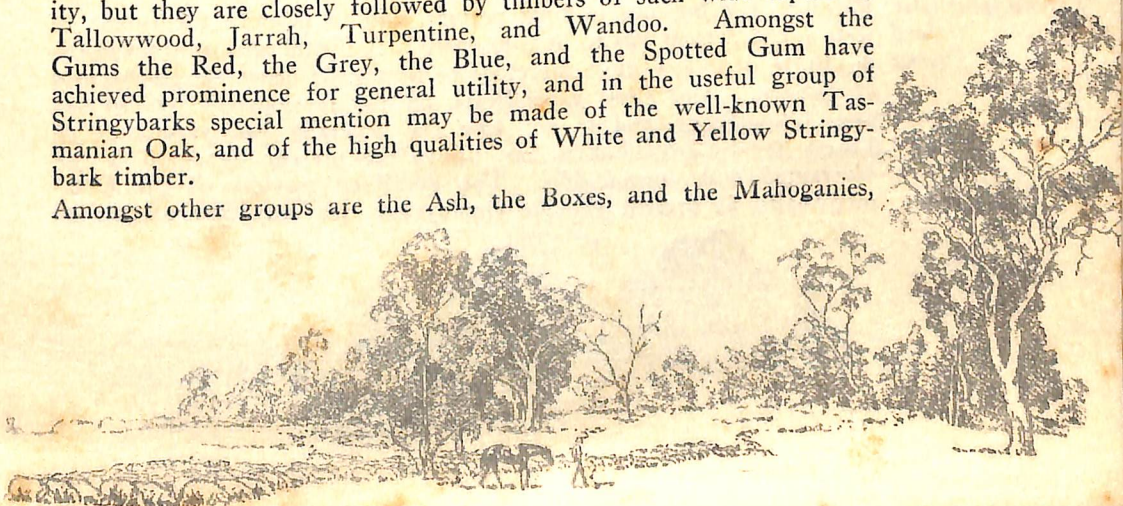 ity, but they are closely followed by timbers of such
Tallowwood, Jarrah, Turpentine, and Wandoo. Amongst the
Gums the Red, the Grey, the Blue, and the Spotted Gum have
achieved prominence for general utility, and in the useful group of
Stringybarks special mention may be made of the well-known Tas-
manian Oak, and of the high qualities of White and Yellow Stringy-
bark timber.
Amongst other groups are the Ash, the Boxes, and the Mahoganies,